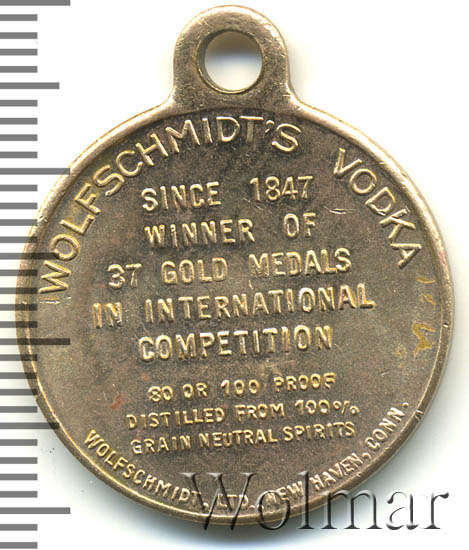 WOLFSCHMIDT'S VODKA
SINCE 1847
WINNER OF
37 GOLD MEDALS
IN INTERNATIONAL
COMPETITION
80 OR 100 PROOF
DISTILLED FROM 100%
GRAIN NEUTRAL SPIRITS
WOLFSCHMIDT, LTD. NEW HAVEN, CONN.
Wolmar